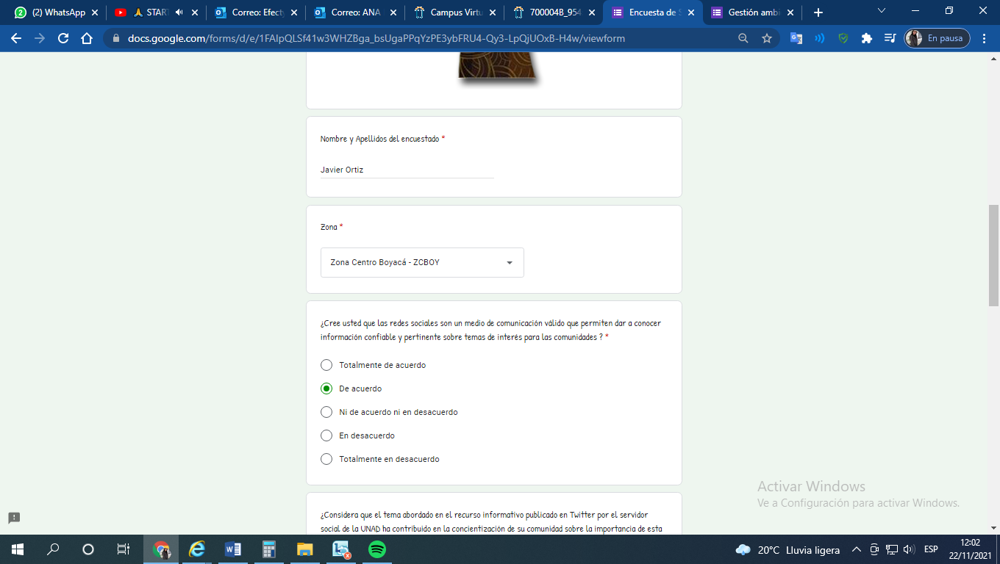 (2) WhatsApp
START
Correo: Efecty
Correo: ANA
Campus Virtu
700004B_954
Encuesta de S
Gestión ambi
docs.google.com/forms/d/e/1FAIpQLSf41w3WHZBga_bsUgaPPqYzPE3ybFRU4-Qy3-LpQjUOxB-H4w/viewform
En pausa
Nombre y Apellidos del encuestado *
Javier Ortiz
Zona *
Zona Centro Boyacá - ZCBOY
¿Cree usted que las redes sociales son un medio de comunicación válido que permiten dar a conocer
información confiable y pertinente sobre temas de interés para las comunidades ? *
Totalmente de acuerdo
De acuerdo
Ni de acuerdo ni en desacuerdo
En desacuerdo
Totalmente en desacuerdo
¿Considera que el tema abordado en el recurso informativo publicado en Twitter por el servidor
social de la UNAD ha contribuido en la concientización de su comunidad sobre la importancia de esta
Activar Windows
Ve a Configuración para activar Windows.
20°C Lluvia ligera
ESP
12:02
22/11/2021